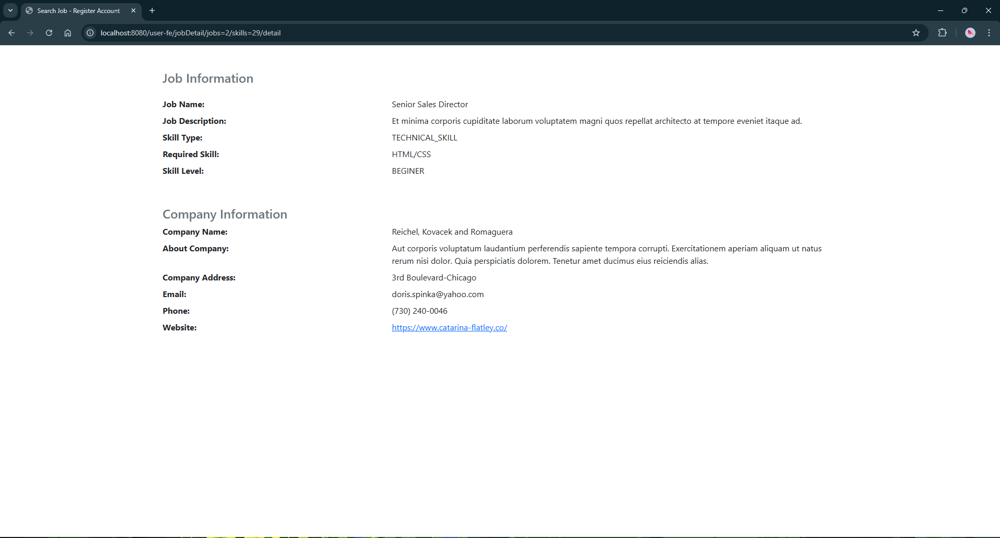 Search Job - Register Account
localhost:8080/user-fe/jobDetail/jobs=2/skills=29/detail
Job Information
Job Name: Senior Sales Director
Job Description: Et minima corporis cupiditate laborum voluptatem magni quos repellat architecto at tempore eveniet itaque ad.
Skill Type: TECHNICAL_SKILL
Required Skill: HTML/CSS
Skill Level: BEGINER
Company Information
Company Name: Reichel, Kovacek and Romaguera
About Company: Aut corporis voluptatum laudantium perferendis sapiente tempora corrupti. Exercitationem aperiam aliquam ut natus
rerum nisi dolor. Quia perspiciatis dolorem. Tenetur amet ducimus eius reiciendis alias.
Company Address: 3rd Boulevard-Chicago
Email: doris.spinka@yahoo.com
Phone: (730) 240-0046
Website: https://www.catarina-flatley.co/